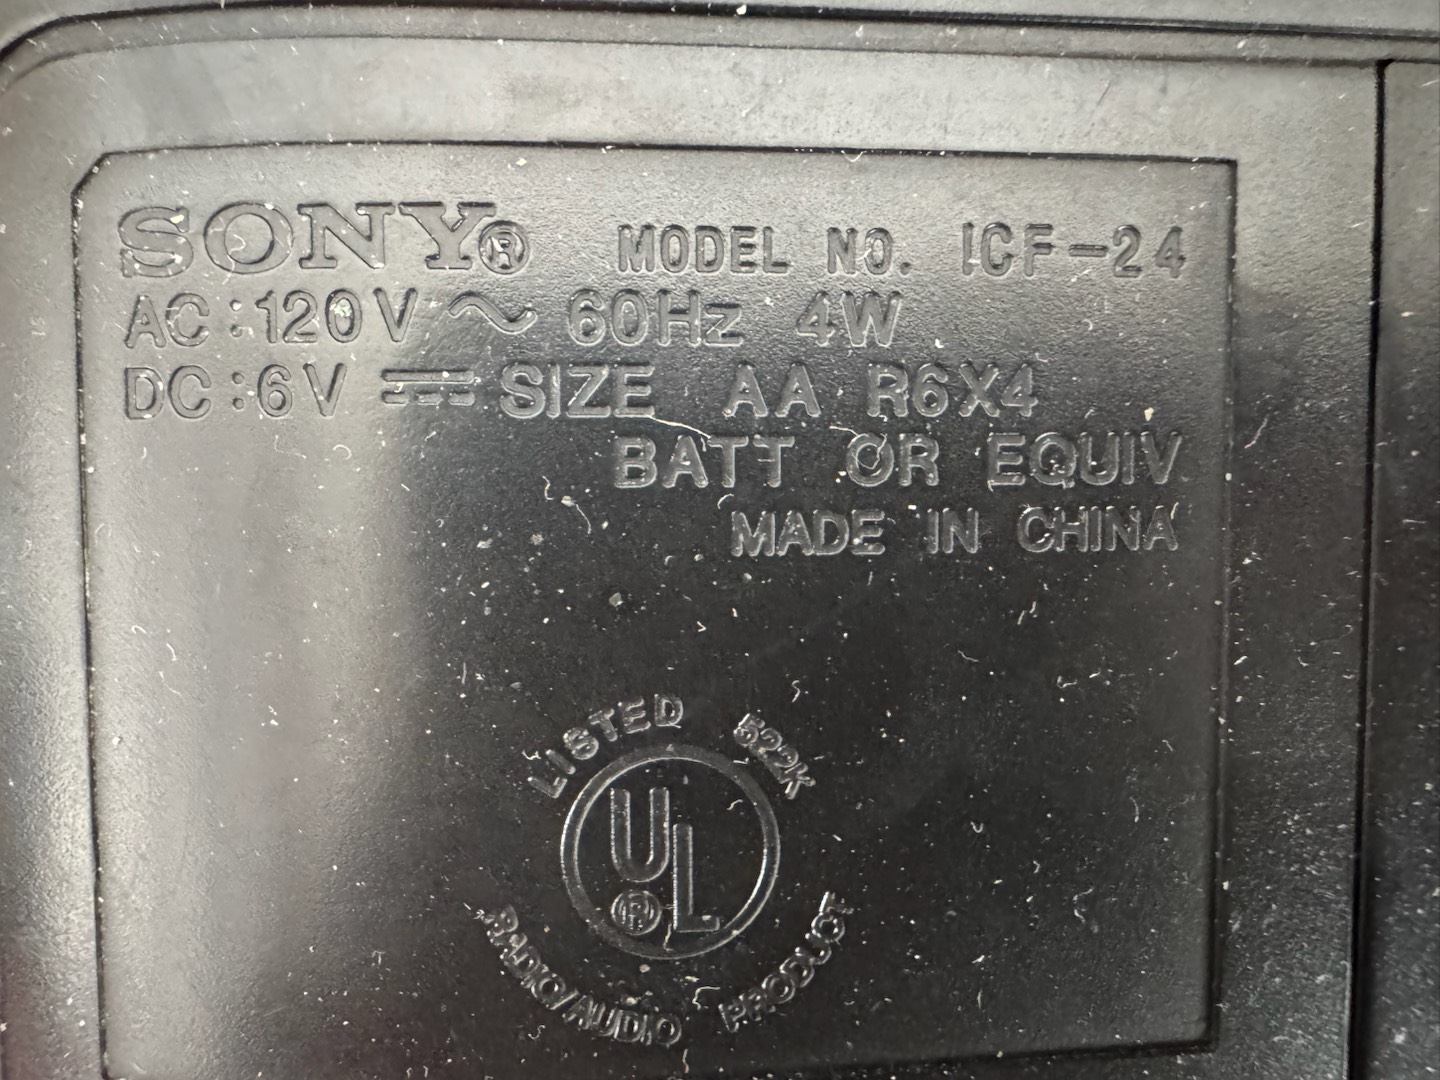 SONY® MODEL NO. ICF-24
AC:120V ~ 60Hz 4W
DC:6V ⎓ SIZE AA R6X4
BATT OR EQUIV
MADE IN CHINA
LISTED 522K
UL®
RADIO/AUDIO PRODUCT